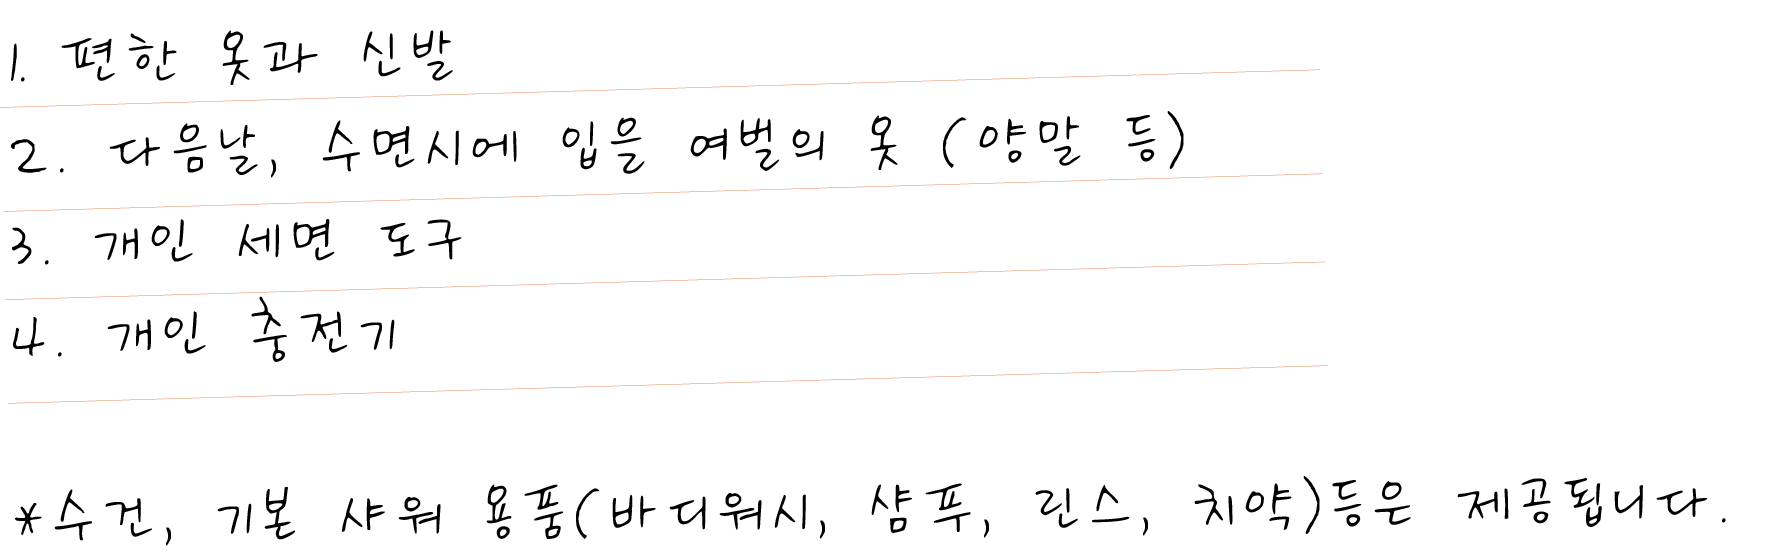 1. 편한 옷과 신발
2. 다음날, 수면시에 입을 여벌의 옷 (양말 등)
3. 개인 세면 도구
4. 개인 충전기
*수건, 기본 샤워 용품(바디워시, 샴푸, 린스, 치약)등은 제공됩니다.